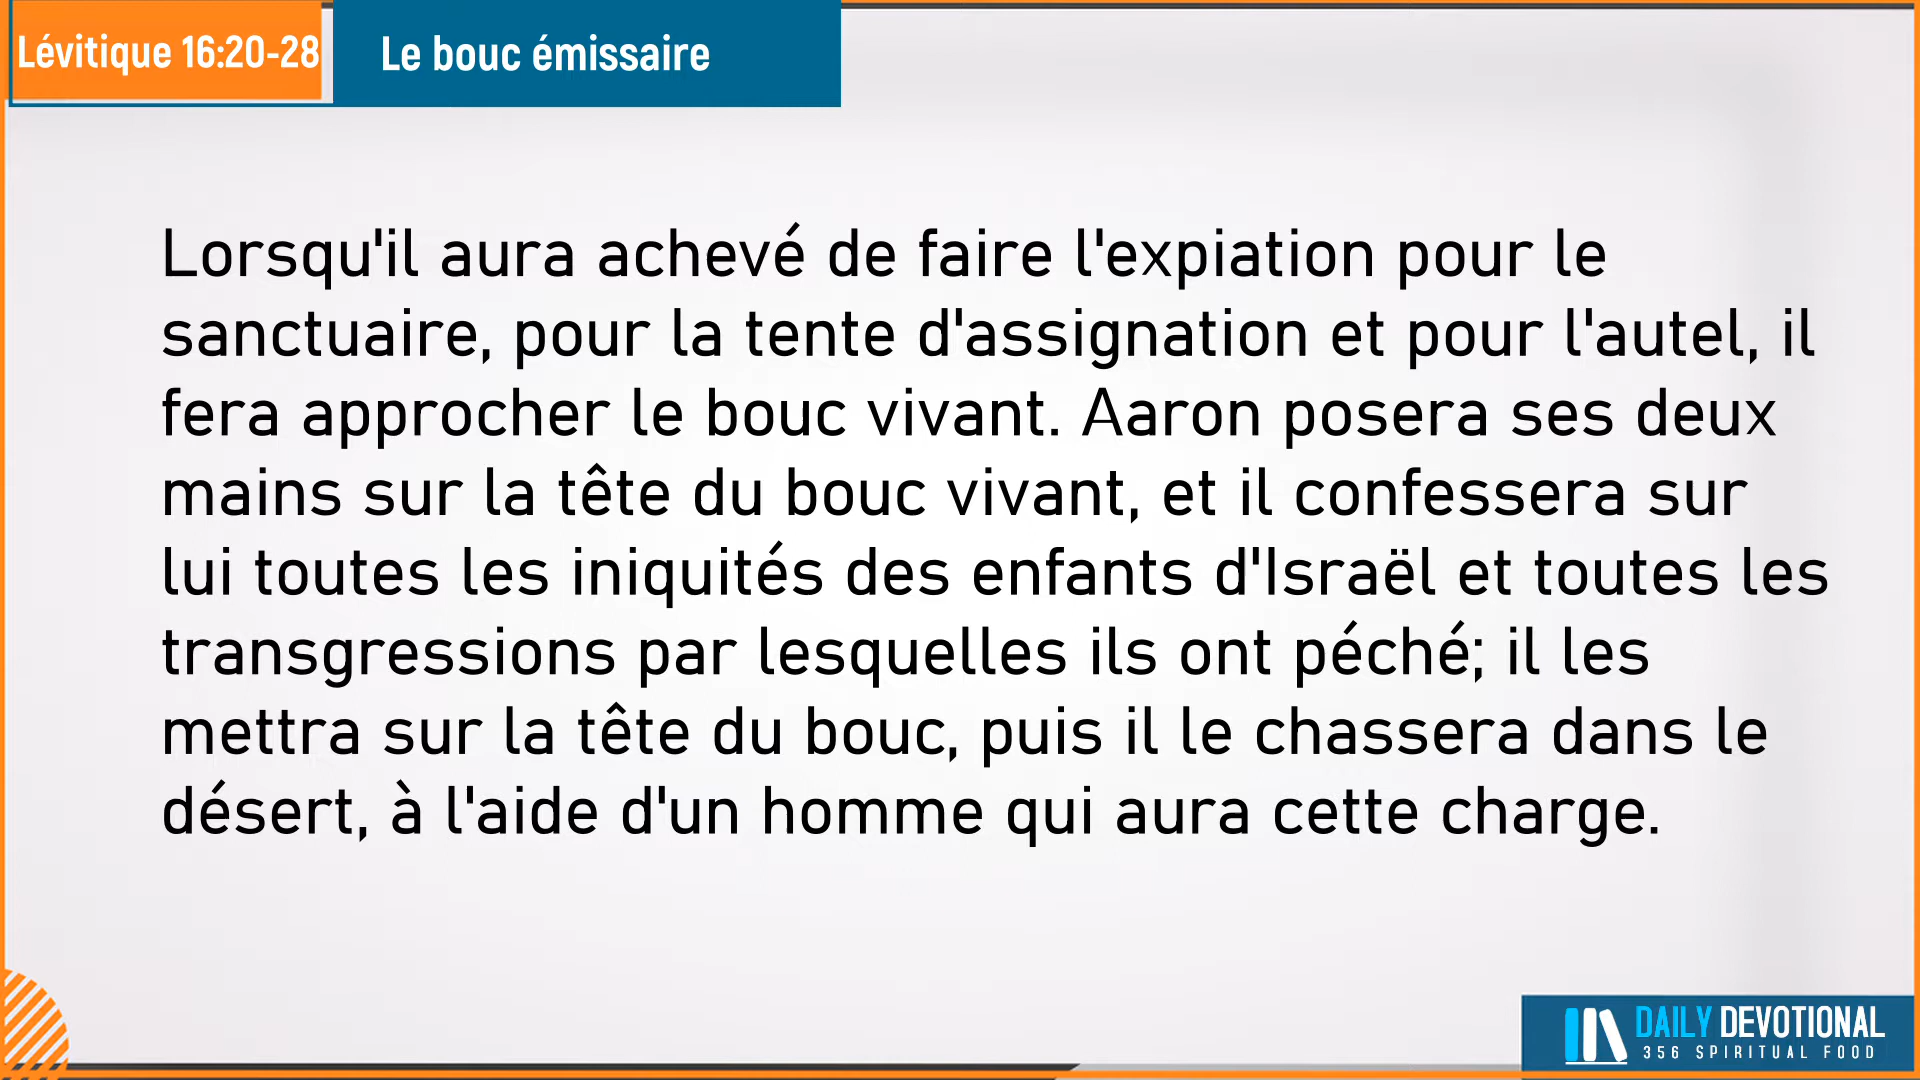 Lévitique 16:20-28
Le bouc émissaire
Lorsqu'il aura achevé de faire l'expiation pour le
sanctuaire, pour la tente d'assignation et pour l'autel, il
fera approcher le bouc vivant. Aaron posera ses deux
mains sur la tête du bouc vivant, et il confessera sur
lui toutes les iniquités des enfants d'Israël et toutes les
transgressions par lesquelles ils ont péché; il les
mettra sur la tête du bouc, puis il le chassera dans le
désert, à l'aide d'un homme qui aura cette charge.
DAILY DEVOTIONAL
356 SPIRITUAL FOOD